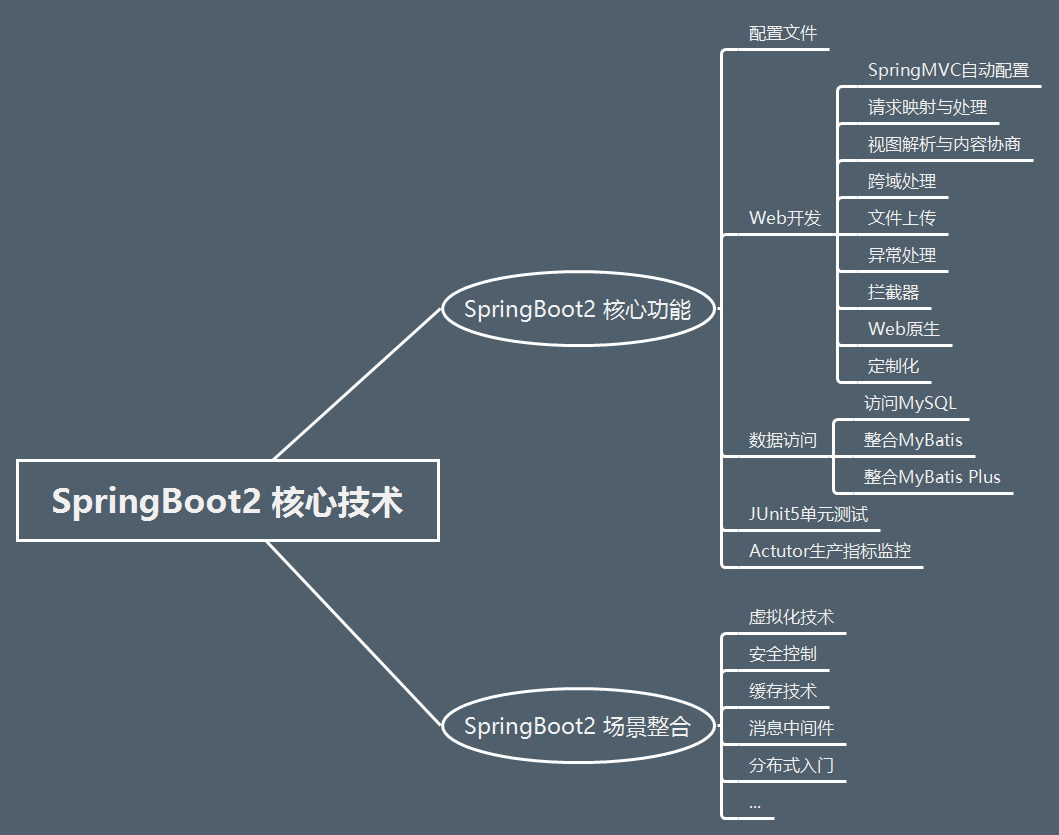 SpringBoot2 核心技术
SpringBoot2 核心功能
配置文件
Web开发
SpringMVC自动配置
请求映射与处理
视图解析与内容协商
跨域处理
文件上传
异常处理
拦截器
Web原生
定制化
数据访问
访问MySQL
整合MyBatis
整合MyBatis Plus
JUnit5单元测试
Actutor生产指标监控
SpringBoot2 场景整合
虚拟化技术
安全控制
缓存技术
消息中间件
分布式入门
...